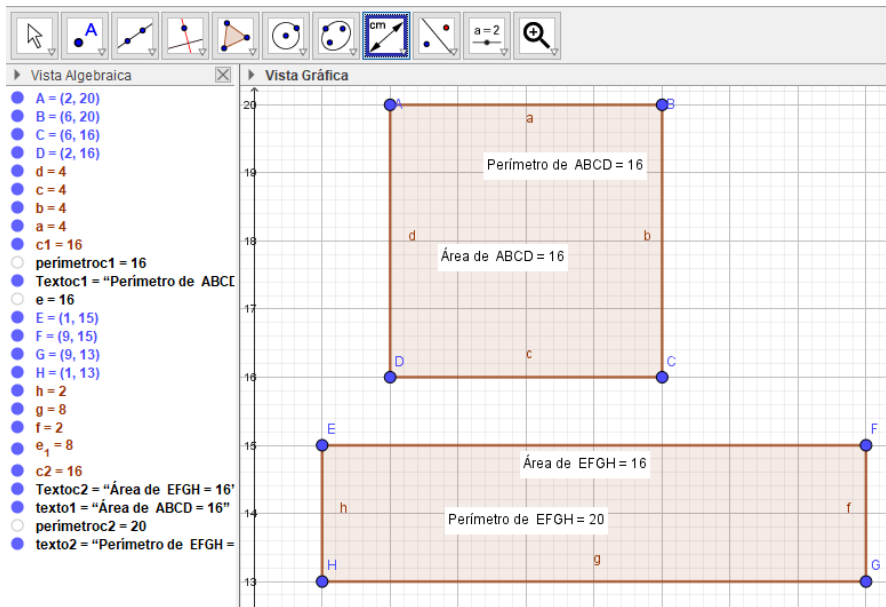 A
cm
a=2
Vista Algebraica
Vista Gráfica
A = (2, 20)
B = (6, 20)
C = (6, 16)
D = (2, 16)
d = 4
c = 4
b = 4
a = 4
c1 = 16
perimetroc1 = 16
Textoc1 = “Perímetro de ABCD
e = 16
E = (1, 15)
F = (9, 15)
G = (9, 13)
H = (1, 13)
h = 2
g = 8
f = 2
e₁ = 8
c2 = 16
Textoc2 = “Área de EFGH = 16”
texto1 = “Área de ABCD = 16”
perimetroc2 = 20
texto2 = “Perímetro de EFGH =
20
19
18
17
16
15
14
13
A
B
a
Perímetro de ABCD = 16
d
b
Área de ABCD = 16
c
D
C
E
F
Área de EFGH = 16
h
f
Perímetro de EFGH = 20
g
H
G